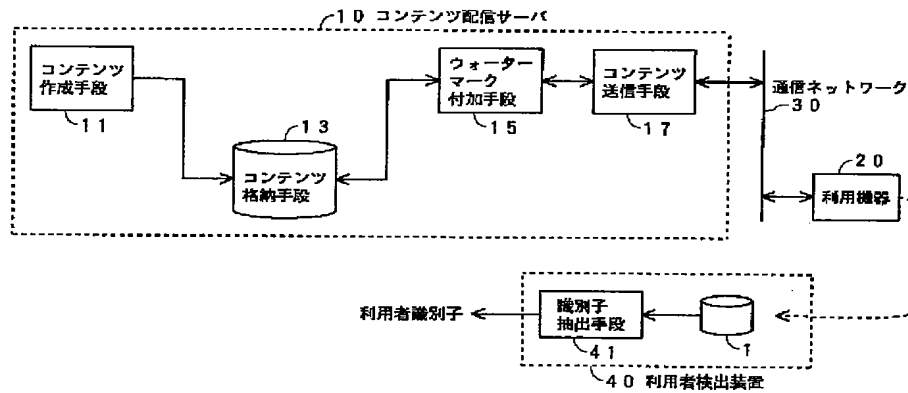 10 コンテンツ配信サーバ
コンテンツ
作成手段
11
13
コンテンツ
格納手段
ウォーター
マーク
付加手段
15
コンテンツ
送信手段
17
通信ネットワーク
30
20
利用機器
利用者識別子
識別子
抽出手段
41
1
40 利用者検出装置